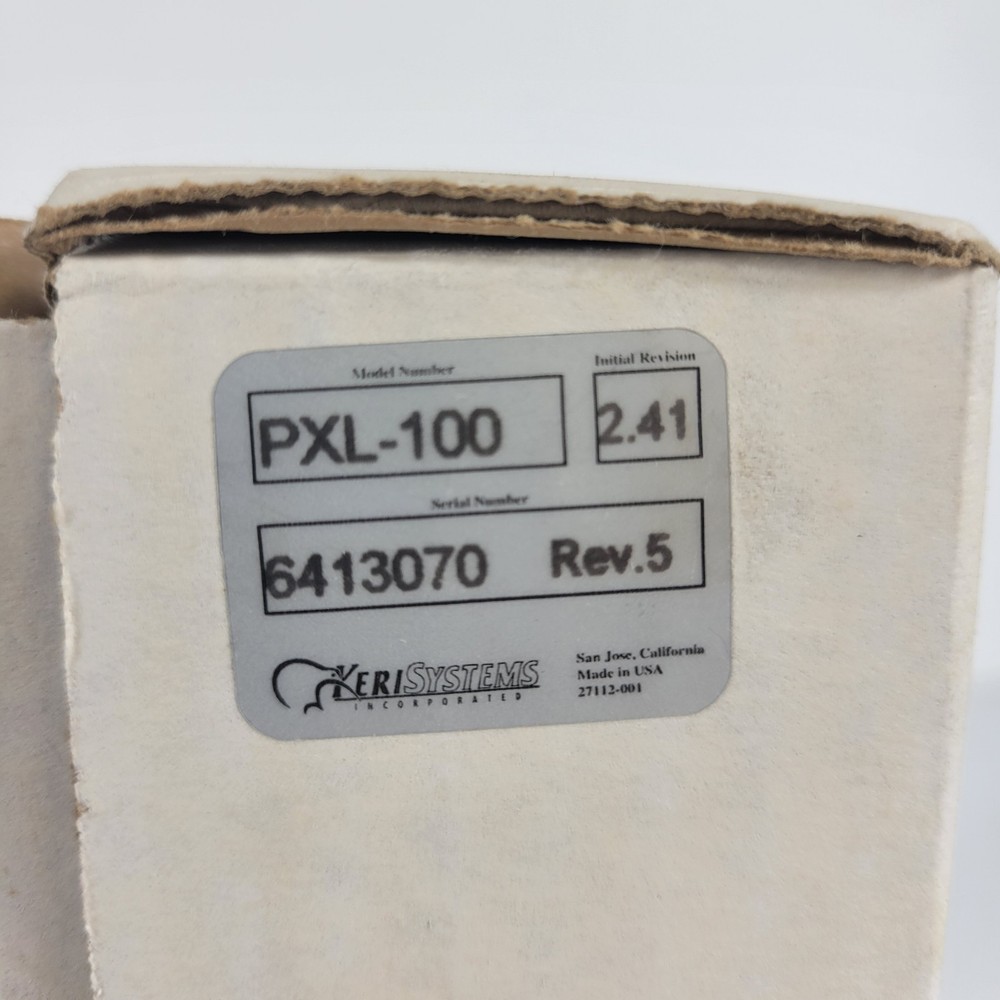 Model Number
Initial Revision
PXL-100
2.41
Serial Number
6413070 Rev.5
KERISYSTEMS
INCORPORATED
San Jose, California
Made in USA
27112-001